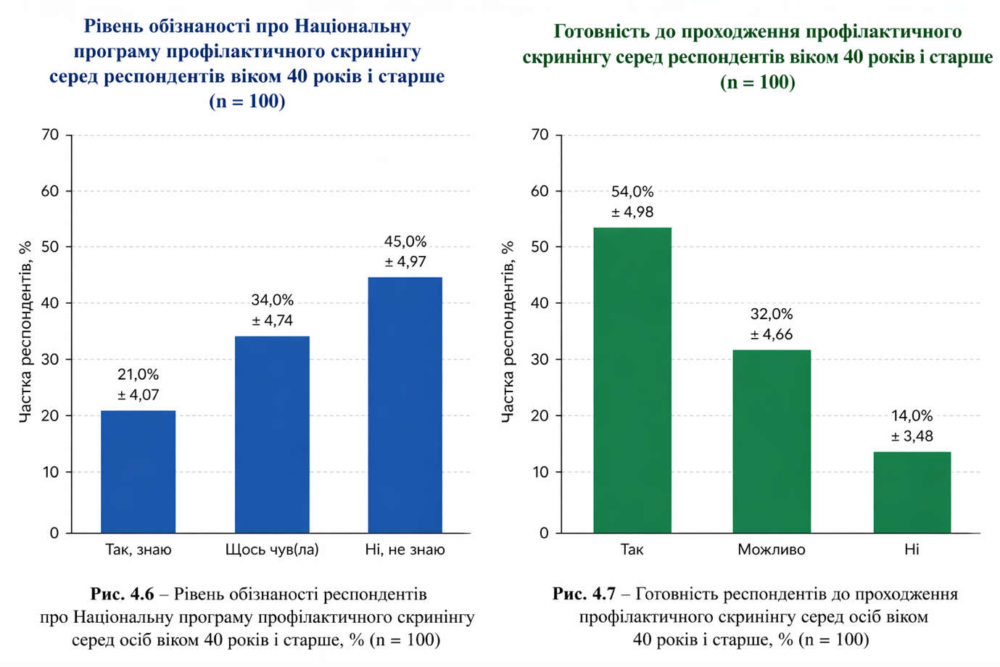 Рівень обізнаності про Національну
програму профілактичного скринінгу
серед респондентів віком 40 років і старше
(n = 100)
Частка респондентів, %
70
60
50
40
30
20
10
0
21,0%
± 4,07
34,0%
± 4,74
45,0%
± 4,97
Так, знаю
Щось чув(ла)
Ні, не знаю
Рис. 4.6 – Рівень обізнаності респондентів
про Національну програму профілактичного скринінгу
серед осіб віком 40 років і старше, % (n = 100)
Готовність до проходження профілактичного
скринінгу серед респондентів віком 40 років і старше
(n = 100)
Частка респондентів, %
70
60
50
40
30
20
10
0
54,0%
± 4,98
32,0%
± 4,66
14,0%
± 3,48
Так
Можливо
Ні
Рис. 4.7 – Готовність респондентів до проходження
профілактичного скринінгу серед осіб віком
40 років і старше, % (n = 100)